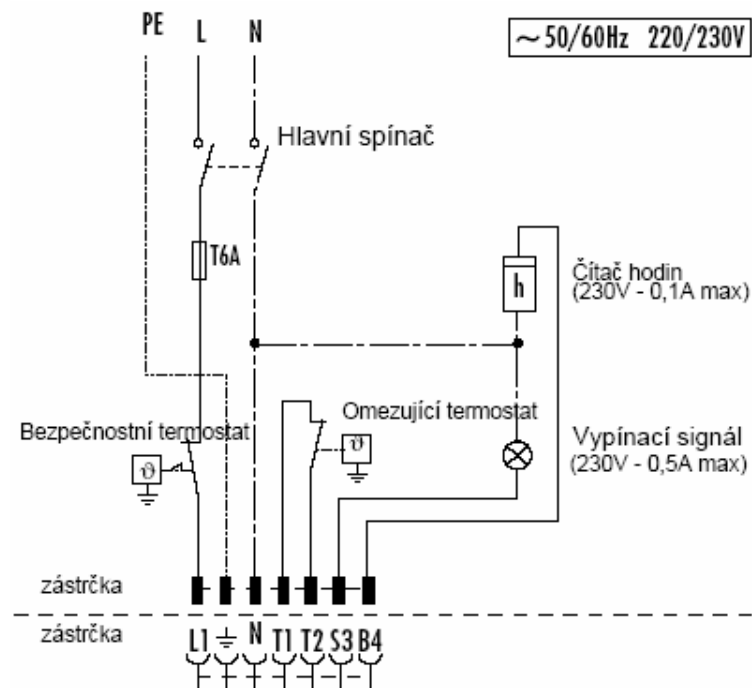 PE L N
~ 50/60Hz 220/230V
Hlavní spínač
T6A
h
Čítač hodin
(230V - 0,1A max)
Bezpečnostní termostat
Omezující termostat
ϑ
ϑ
Vypínací signál
(230V - 0,5A max)
zástrčka
zástrčka
L1 N T1 T2 S3 B4